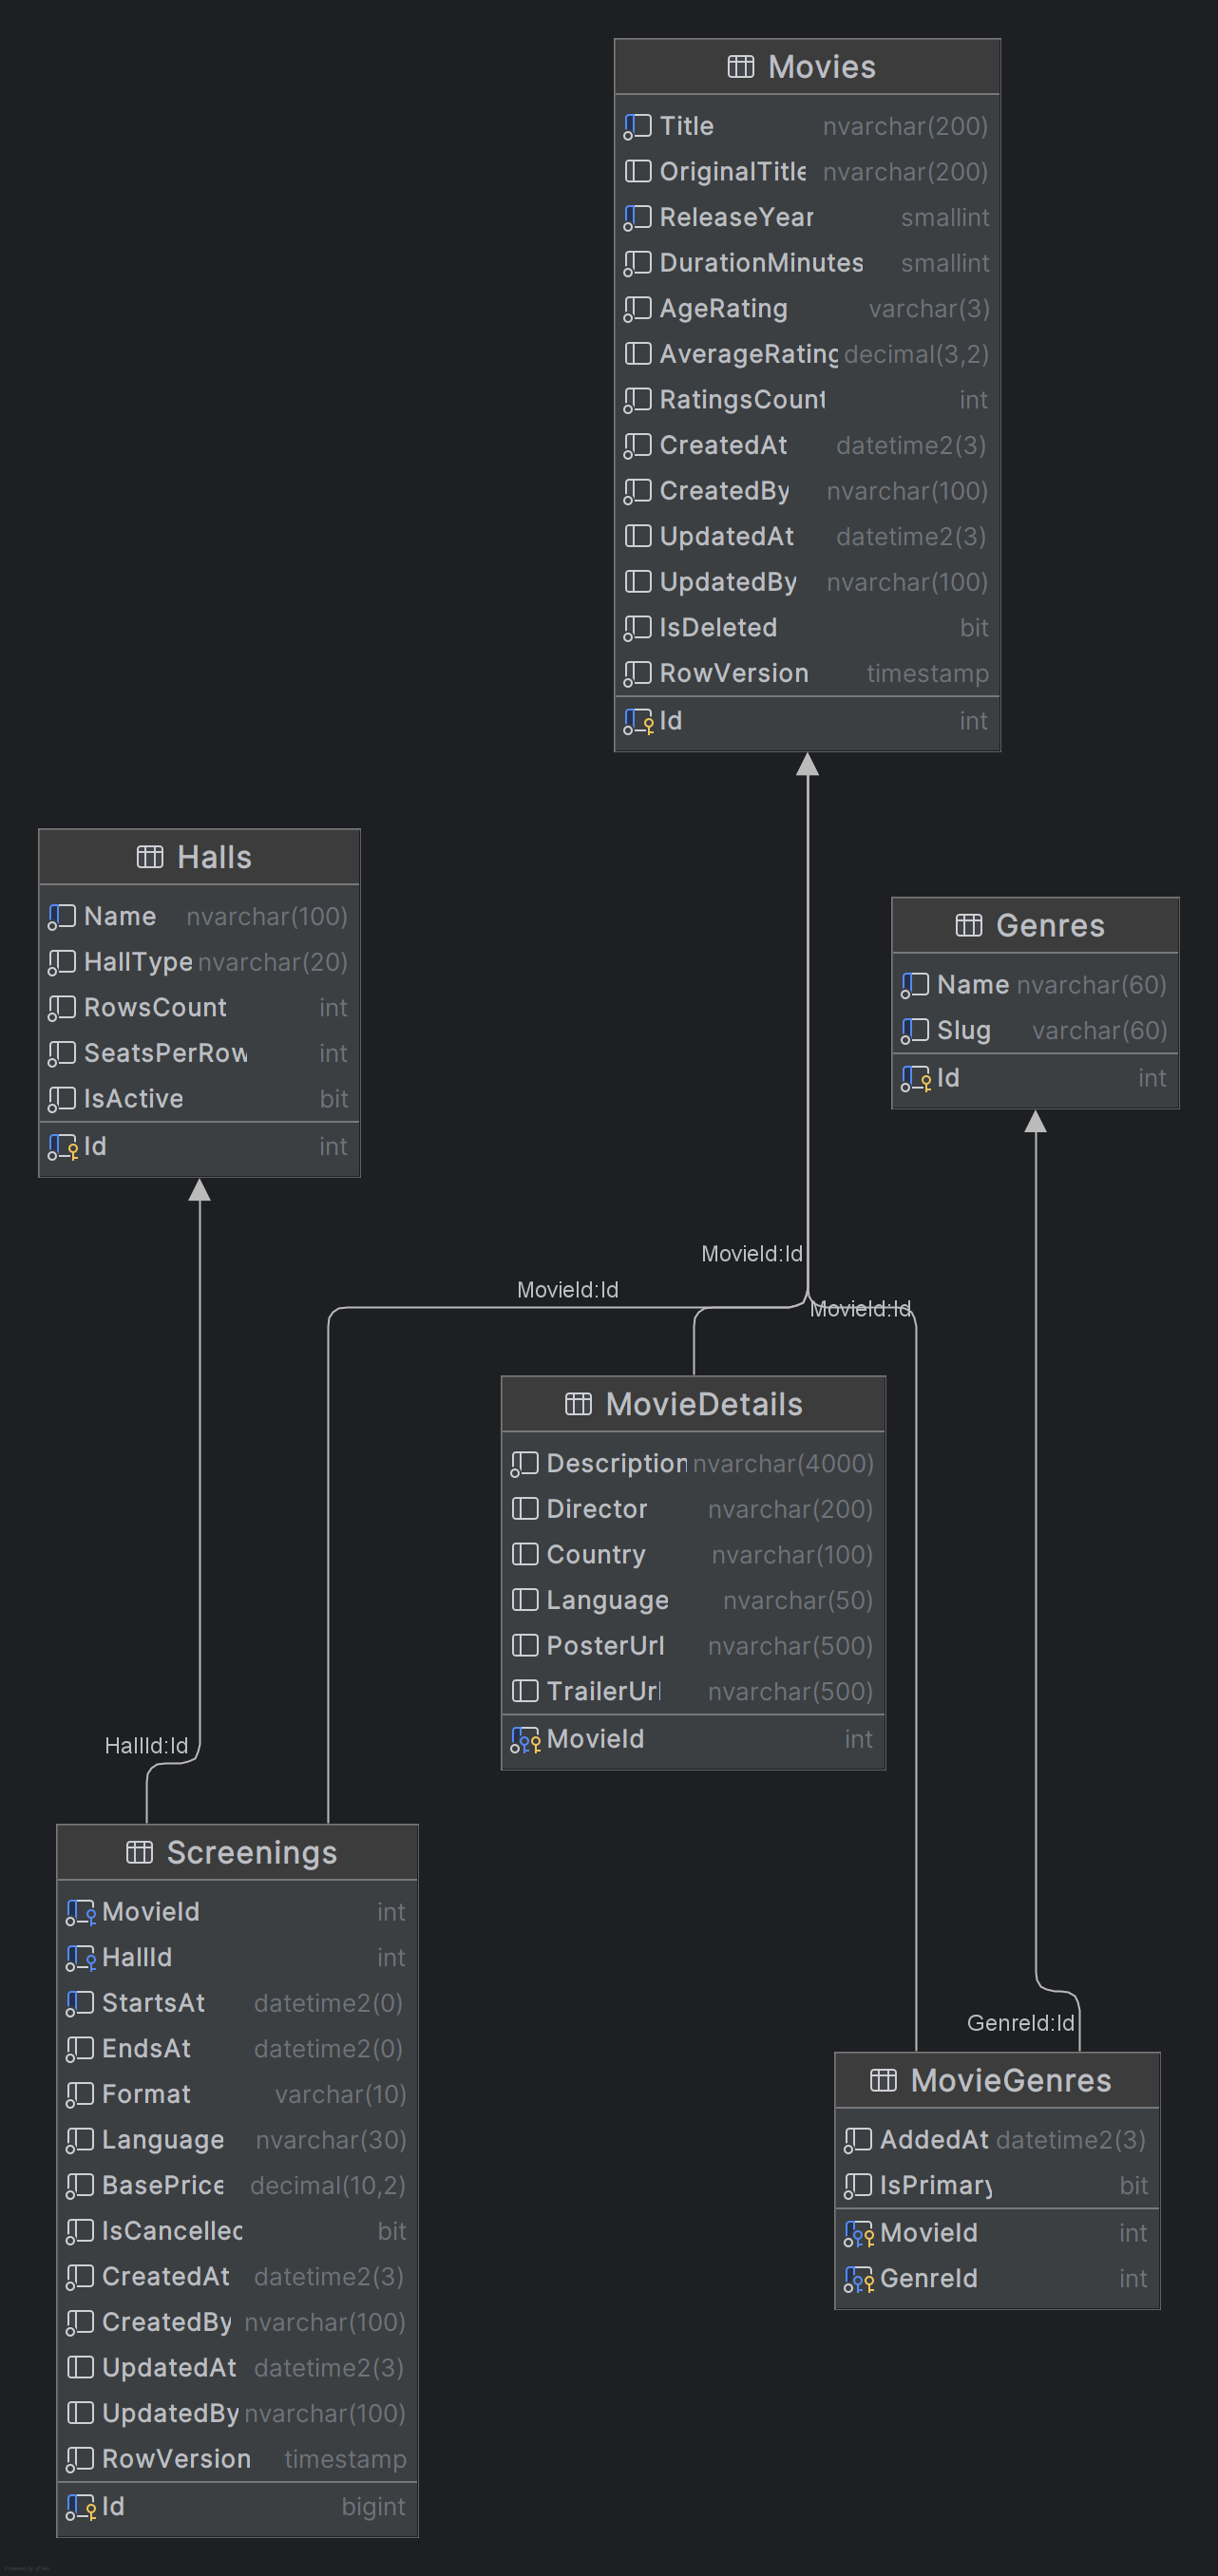 Movies
Title nvarchar(200)
OriginalTitle nvarchar(200)
ReleaseYear smallint
DurationMinutes smallint
AgeRating varchar(3)
AverageRating decimal(3,2)
RatingsCount int
CreatedAt datetime2(3)
CreatedBy nvarchar(100)
UpdatedAt datetime2(3)
UpdatedBy nvarchar(100)
IsDeleted bit
RowVersion timestamp
Id int
Halls
Name nvarchar(100)
HallType nvarchar(20)
RowsCount int
SeatsPerRow int
IsActive bit
Id int
Genres
Name nvarchar(60)
Slug varchar(60)
Id int
MovieId:Id
MovieId:Id
MovieId:Id
MovieDetails
Description nvarchar(4000)
Director nvarchar(200)
Country nvarchar(100)
Language nvarchar(50)
PosterUrl nvarchar(500)
TrailerUrl nvarchar(500)
MovieId int
HallId:Id
Screenings
MovieId int
HallId int
StartsAt datetime2(0)
EndsAt datetime2(0)
Format varchar(10)
Language nvarchar(30)
BasePrice decimal(10,2)
IsCancelled bit
CreatedAt datetime2(3)
CreatedBy nvarchar(100)
UpdatedAt datetime2(3)
UpdatedBy nvarchar(100)
RowVersion timestamp
Id bigint
GenreId:Id
MovieGenres
AddedAt datetime2(3)
IsPrimary bit
MovieId int
GenreId int
Powered by yFiles